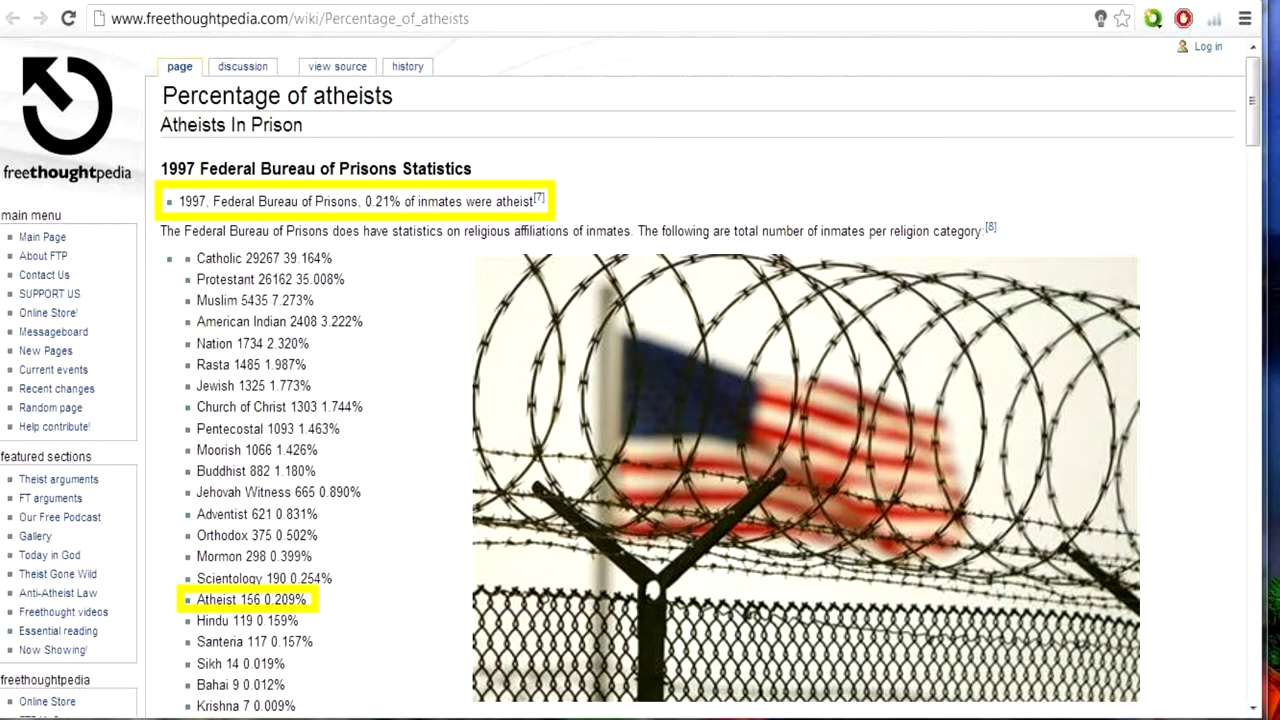 www.freethoughtpedia.com/wiki/Percentage_of_atheists
Log in
page discussion view source history
freethoughtpedia
Percentage of atheists
Atheists In Prison
1997 Federal Bureau of Prisons Statistics
1997, Federal Bureau of Prisons, 0.21% of inmates were atheist[7]
The Federal Bureau of Prisons does have statistics on religious affiliations of inmates. The following are total number of inmates per religion category:[8]
Catholic 29267 39.164%
Protestant 26162 35.008%
Muslim 5435 7.273%
American Indian 2408 3.222%
Nation 1734 2.320%
Rasta 1485 1.987%
Jewish 1325 1.773%
Church of Christ 1303 1.744%
Pentecostal 1093 1.463%
Moorish 1066 1.426%
Buddhist 882 1.180%
Jehovah Witness 665 0.890%
Adventist 621 0.831%
Orthodox 375 0.502%
Mormon 298 0.399%
Scientology 190 0.254%
Atheist 156 0.209%
Hindu 119 0.159%
Santeria 117 0.157%
Sikh 14 0.019%
Bahai 9 0.012%
Krishna 7 0.009%
main menu
Main Page
About FTP
Contact Us
SUPPORT US
Online Store!
Messageboard
New Pages
Current events
Recent changes
Random page
Help contribute!
featured sections
Theist arguments
FT arguments
Our Free Podcast
Gallery
Today in God
Theist Gone Wild
Anti-Atheist Law
Freethought videos
Essential reading
Now Showing!
freethoughtpedia
Online Store